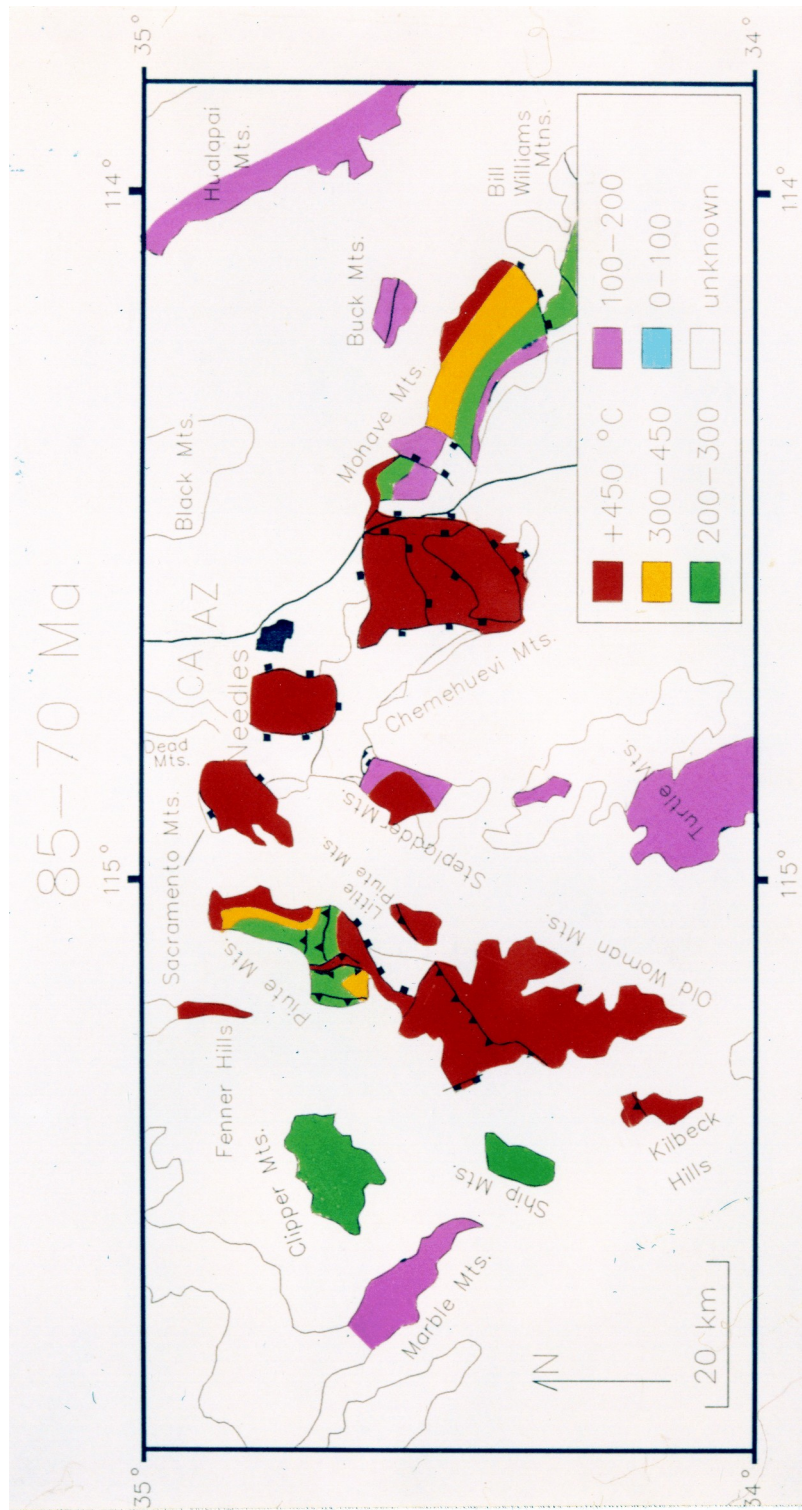 85–70 Ma
115°
114°
35°
35°
Sacramento Mts.
Dead
Mts.
Needles
CA
AZ
Black Mts.
Hualapai
Mts.
Fenner Hills
Piute Mts.
Little
Piute Mts.
Clipper Mts.
Stepladder Mts.
Mohave Mts.
Buck Mts.
Chemehuevi Mts.
Bill
Williams
Mtns.
Marble Mts.
Ship Mts.
Old Woman Mts.
Turtle Mts.
Kilbeck
Hills
N
20 km
+450 °C
300–450
200–300
100–200
0–100
unknown
34°
34°
115°
114°